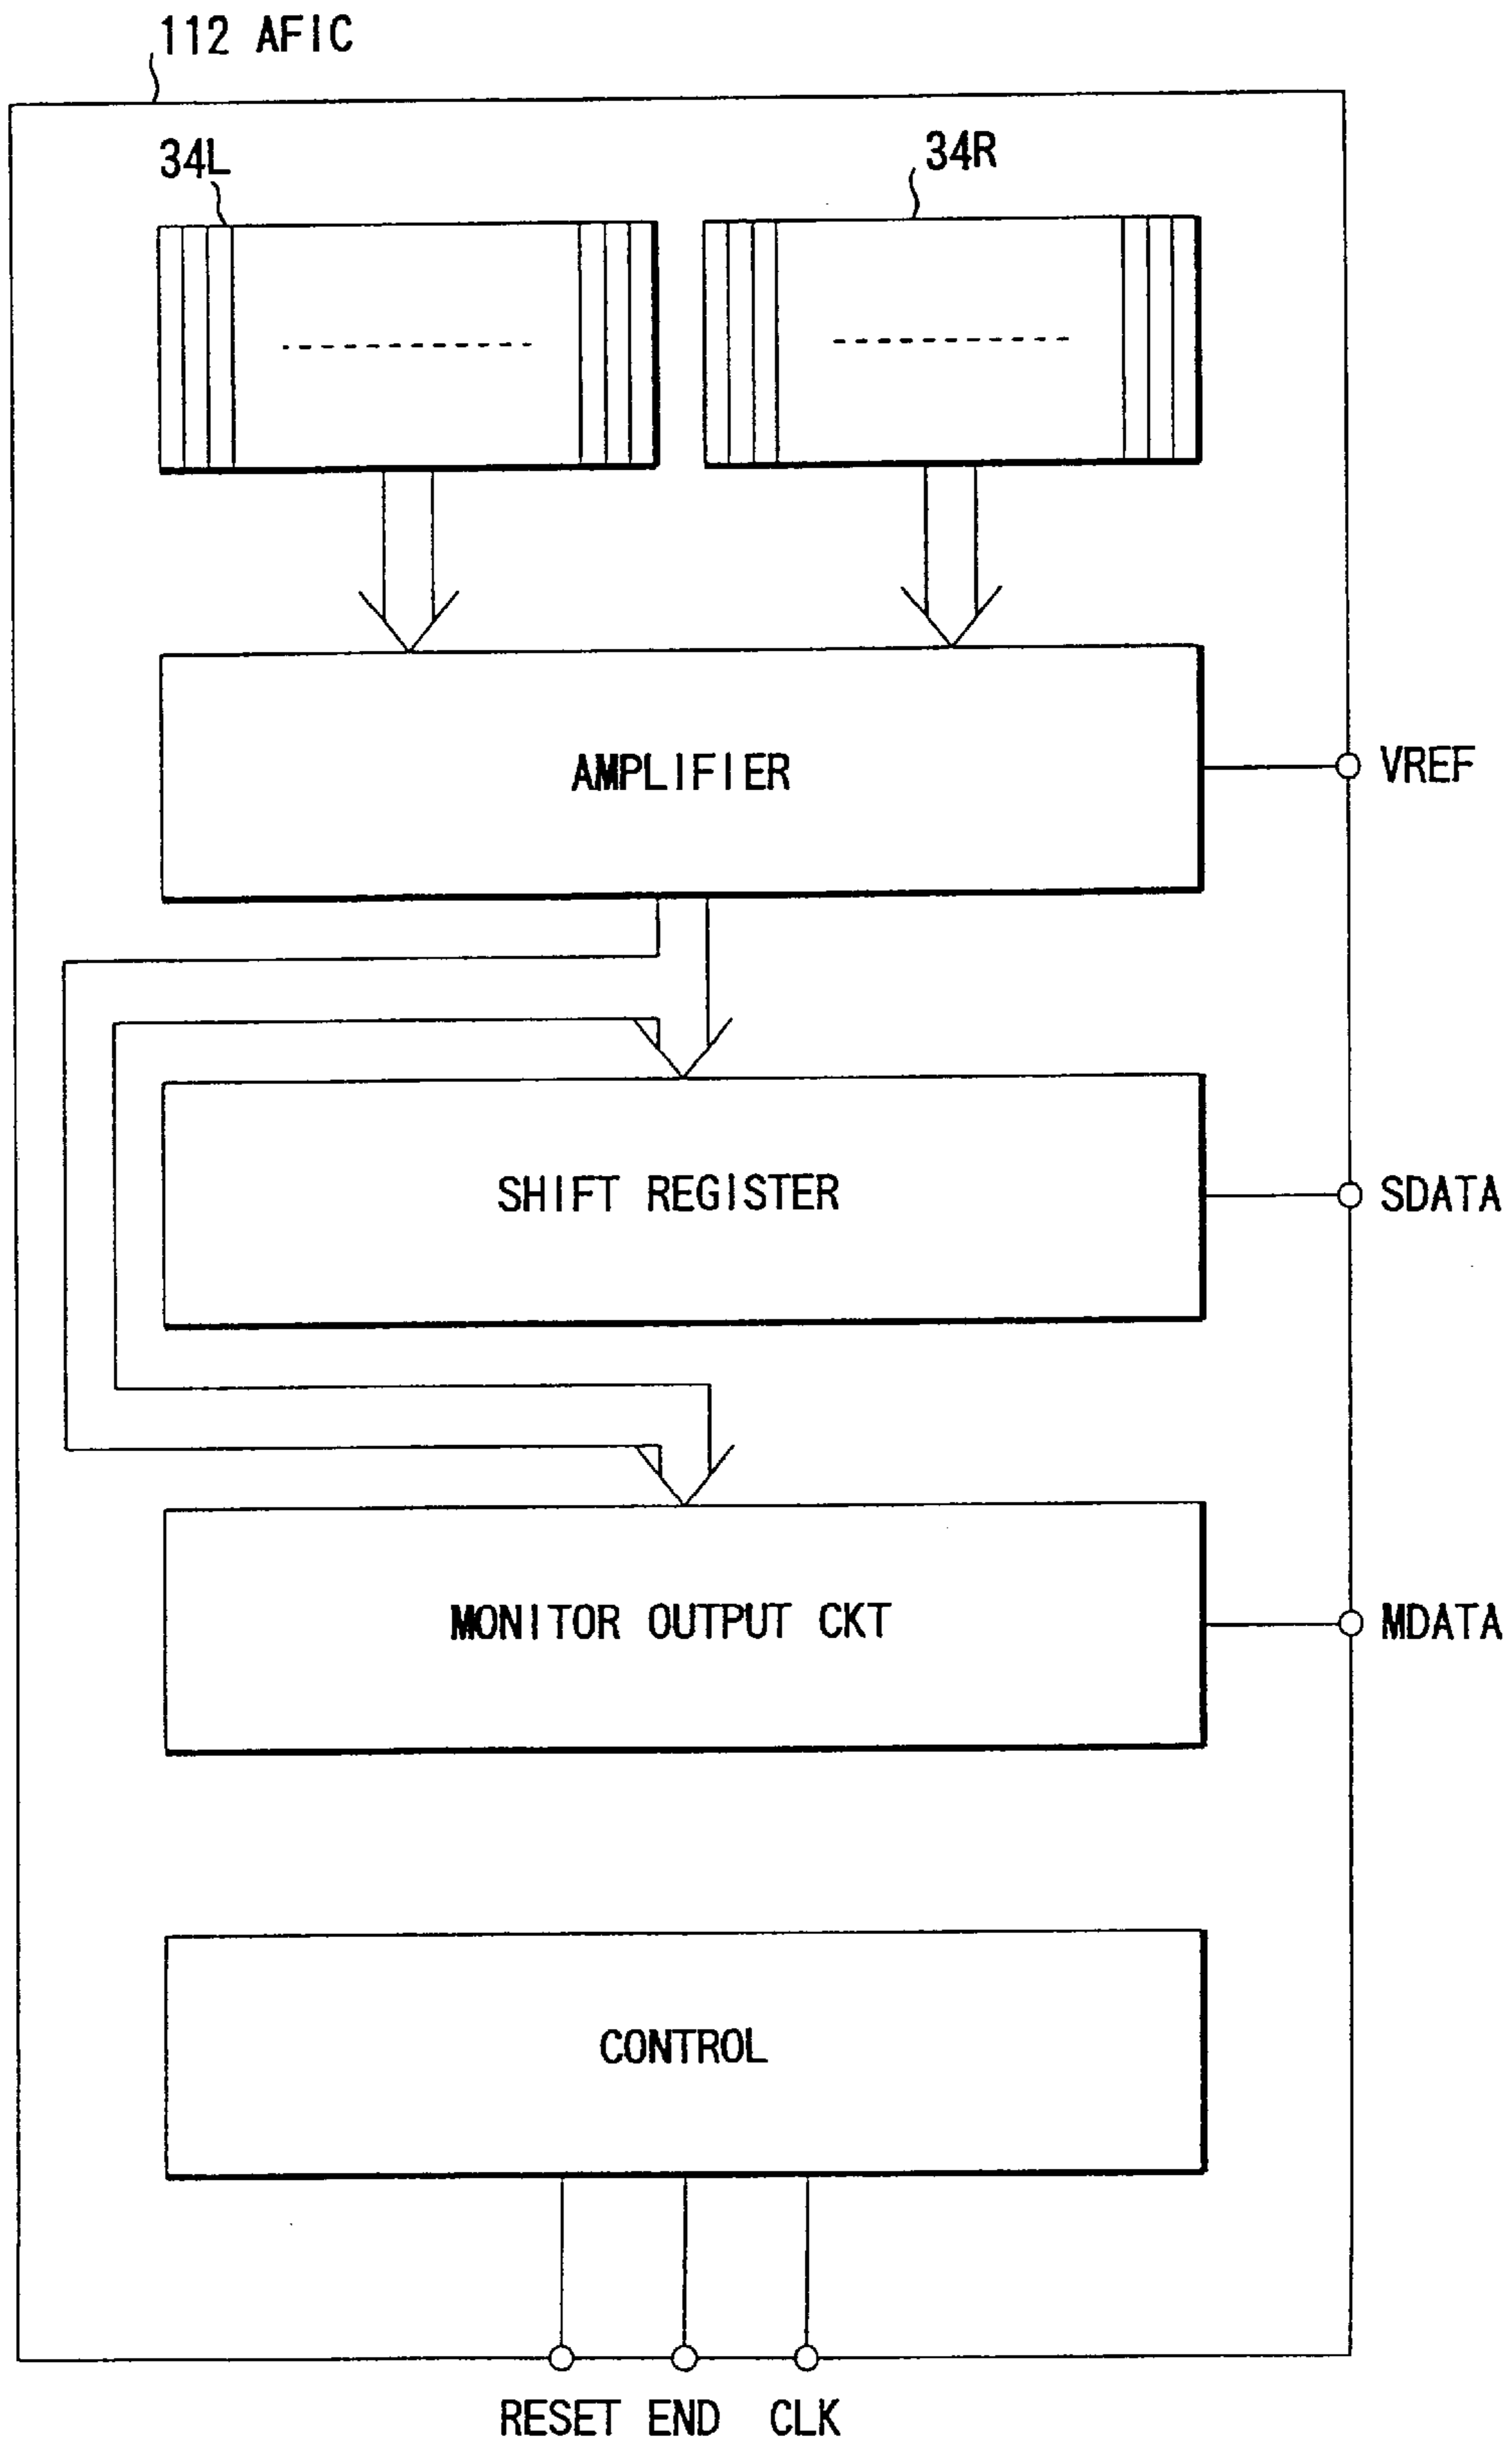 112 AFIC
34L
34R
AMPLIFIER
VREF
SHIFT REGISTER
SDATA
MONITOR OUTPUT CKT
MDATA
CONTROL
RESET END CLK